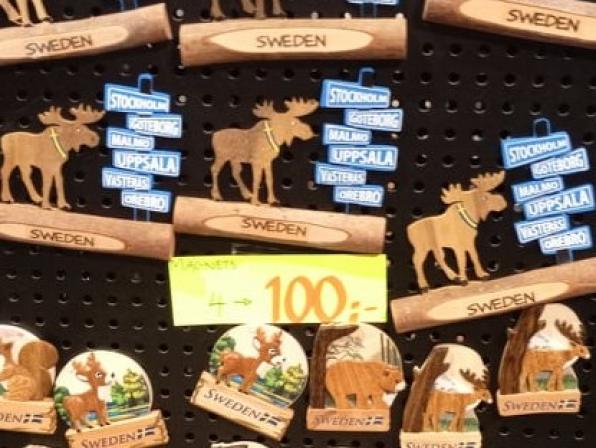 SWEDEN
SWEDEN
SWEDEN
STOCKHOLM
GÖTEBORG
MALMÖ
UPPSALA
VÄSTERÅS
ÖREBRO
SWEDEN
STOCKHOLM
GÖTEBORG
MALMÖ
UPPSALA
VÄSTERÅS
ÖREBRO
SWEDEN
STOCKHOLM
GÖTEBORG
MALMÖ
UPPSALA
VÄSTERÅS
ÖREBRO
SWEDEN
MAGNETS
4 → 100:-
SWEDEN
SWEDEN
SWEDEN
SWEDEN
SWEDEN
SWEDEN